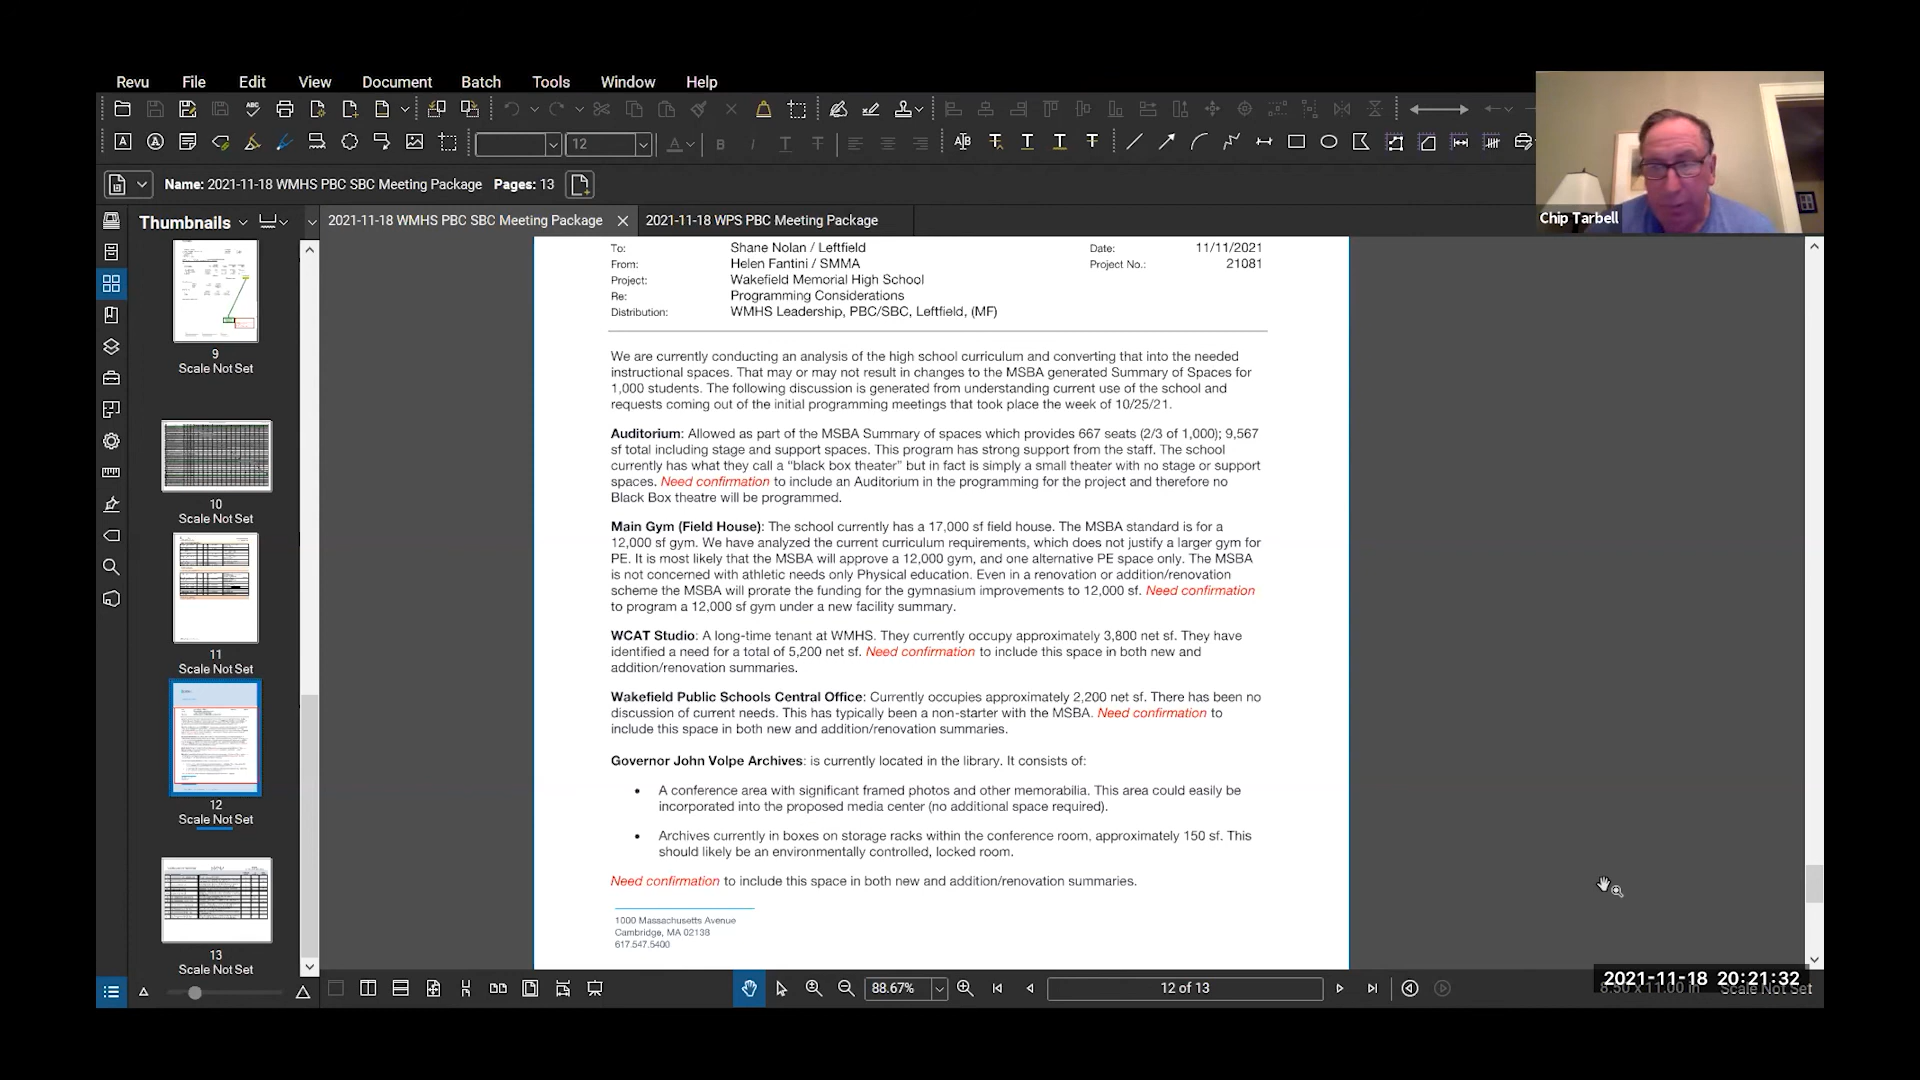 Revu File Edit View Document Batch Tools Window Help
12
Name: 2021-11-18 WMHS PBC SBC Meeting Package Pages: 13
Chip Tarbell
Thumbnails
2021-11-18 WMHS PBC SBC Meeting Package
2021-11-18 WPS PBC Meeting Package
9
Scale Not Set
10
Scale Not Set
11
Scale Not Set
12
Scale Not Set
13
Scale Not Set
To: Shane Nolan / Leftfield Date: 11/11/2021
From: Helen Fantini / SMMA Project No.: 21081
Project: Wakefield Memorial High School
Re: Programming Considerations
Distribution: WMHS Leadership, PBC/SBC, Leftfield, (MF)
We are currently conducting an analysis of the high school curriculum and converting that into the needed
instructional spaces. That may or may not result in changes to the MSBA generated Summary of Spaces for
1,000 students. The following discussion is generated from understanding current use of the school and
requests coming out of the initial programming meetings that took place the week of 10/25/21.
Auditorium: Allowed as part of the MSBA Summary of spaces which provides 667 seats (2/3 of 1,000); 9,567
sf total including stage and support spaces. This program has strong support from the staff. The school
currently has what they call a “black box theater” but in fact is simply a small theater with no stage or support
spaces. Need confirmation to include an Auditorium in the programming for the project and therefore no
Black Box theatre will be programmed.
Main Gym (Field House): The school currently has a 17,000 sf field house. The MSBA standard is for a
12,000 sf gym. We have analyzed the current curriculum requirements, which does not justify a larger gym for
PE. It is most likely that the MSBA will approve a 12,000 gym, and one alternative PE space only. The MSBA
is not concerned with athletic needs only Physical education. Even in a renovation or addition/renovation
scheme the MSBA will prorate the funding for the gymnasium improvements to 12,000 sf. Need confirmation
to program a 12,000 sf gym under a new facility summary.
WCAT Studio: A long-time tenant at WMHS. They currently occupy approximately 3,800 net sf. They have
identified a need for a total of 5,200 net sf. Need confirmation to include this space in both new and
addition/renovation summaries.
Wakefield Public Schools Central Office: Currently occupies approximately 2,200 net sf. There has been no
discussion of current needs. This has typically been a non-starter with the MSBA. Need confirmation to
include this space in both new and addition/renovation summaries.
Governor John Volpe Archives: is currently located in the library. It consists of:
• A conference area with significant framed photos and other memorabilia. This area could easily be
incorporated into the proposed media center (no additional space required).
• Archives currently in boxes on storage racks within the conference room, approximately 150 sf. This
should likely be an environmentally controlled, locked room.
Need confirmation to include this space in both new and addition/renovation summaries.
1000 Massachusetts Avenue
Cambridge, MA 02138
617.547.5400
88.67%
12 of 13
2021-11-18 20:21:32
8.50 x 11.00 in Scale Not Set